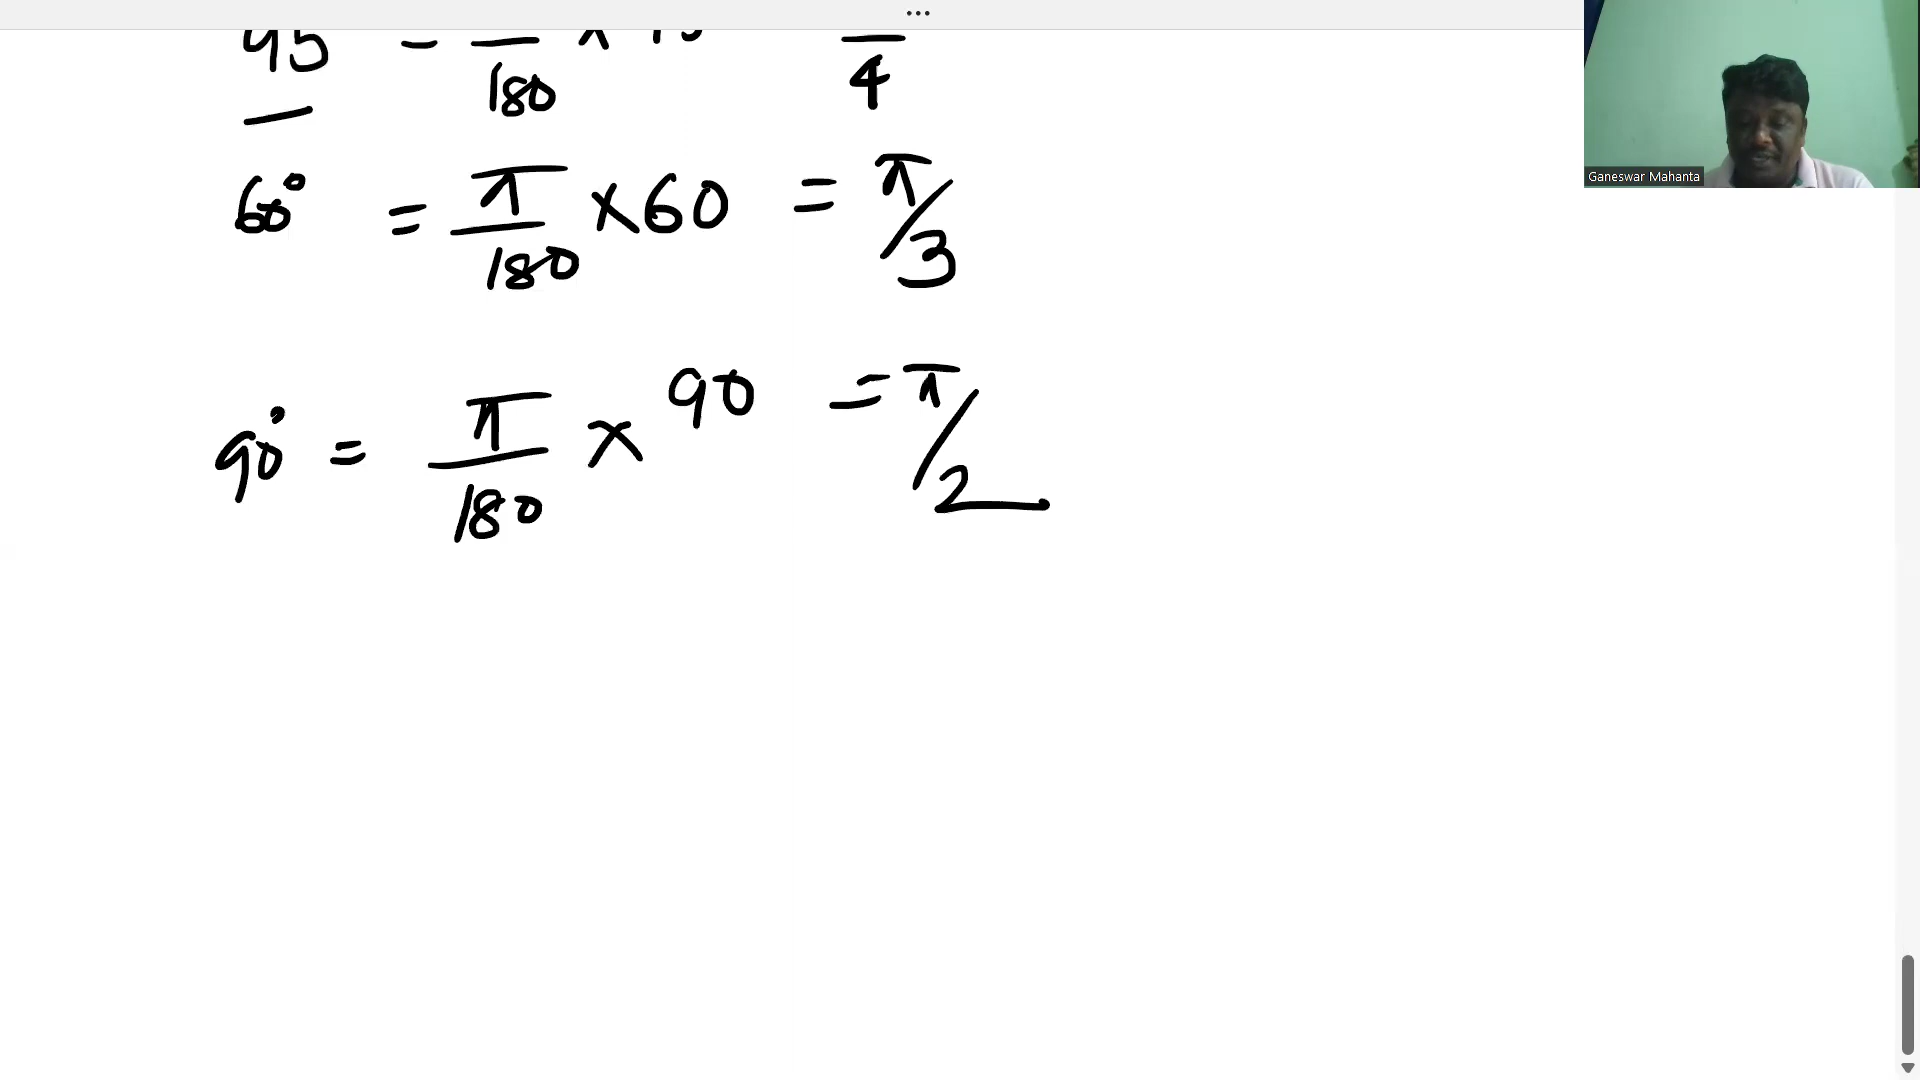 ...
45 = /180 × 45 /4
Ganeswar Mahanta
60° = π/180 × 60 = π/3
90° = π/180 × 90 = π/2